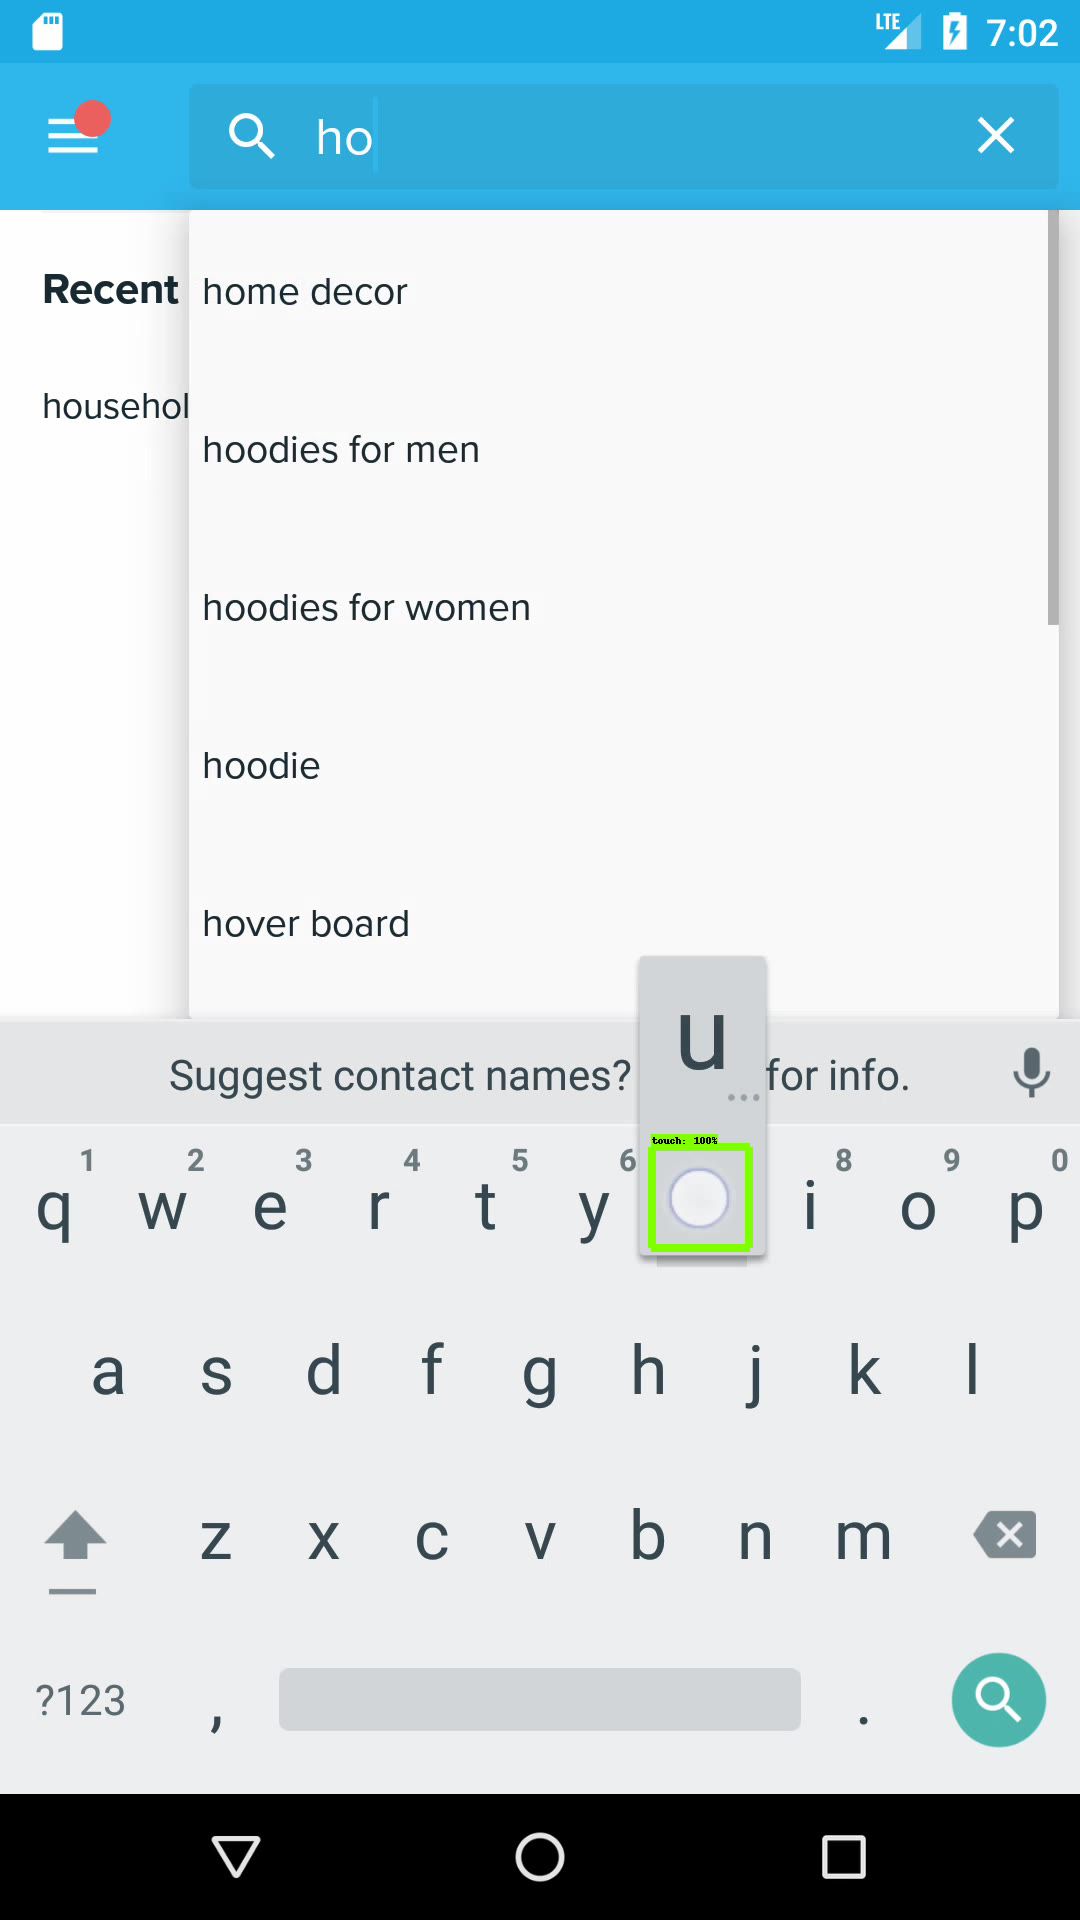 LTE 7:02
ho
Recent
home decor
househol
hoodies for men
hoodies for women
hoodie
hover board
u
Suggest contact names? for info.
...
touch: 100%
1 2 3 4 5 6 8 9 0
q w e r t y i o p
a s d f g h j k l
z x c v b n m
?123 , .